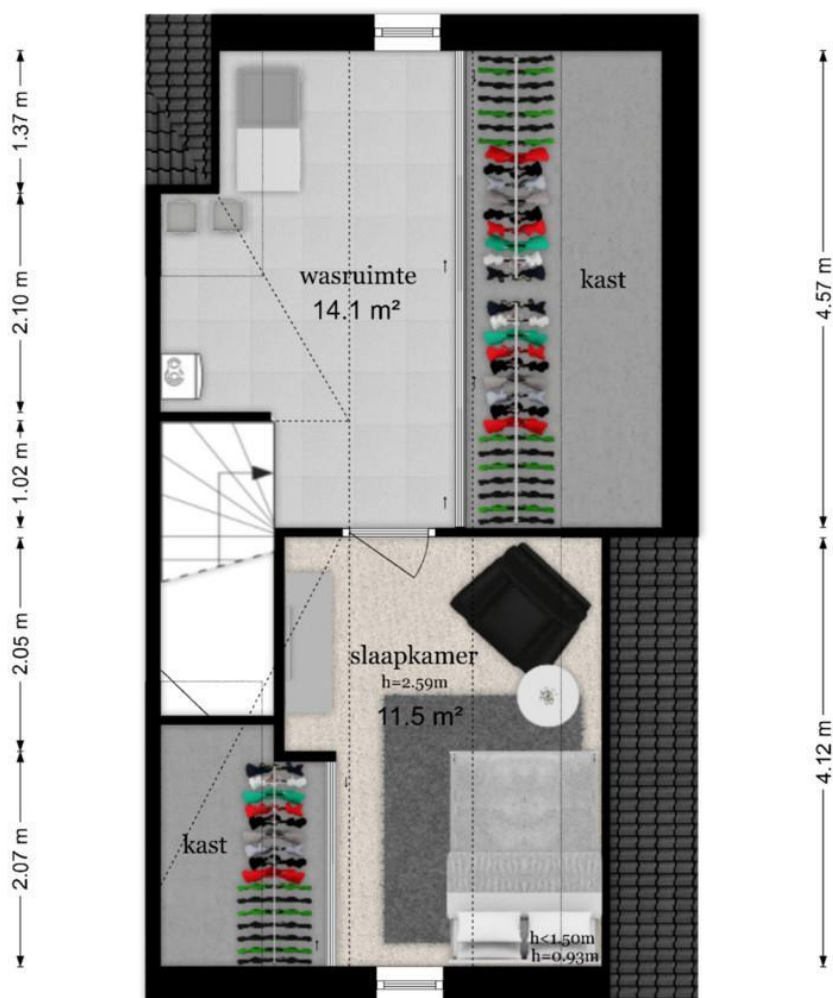 1.37 m
2.10 m
1.02 m
2.05 m
2.07 m
wasruimte
14.1 m²
kast
slaapkamer
h=2.59m
11.5 m²
kast
h<1.50m
h=0.93m
4.57 m
4.12 m